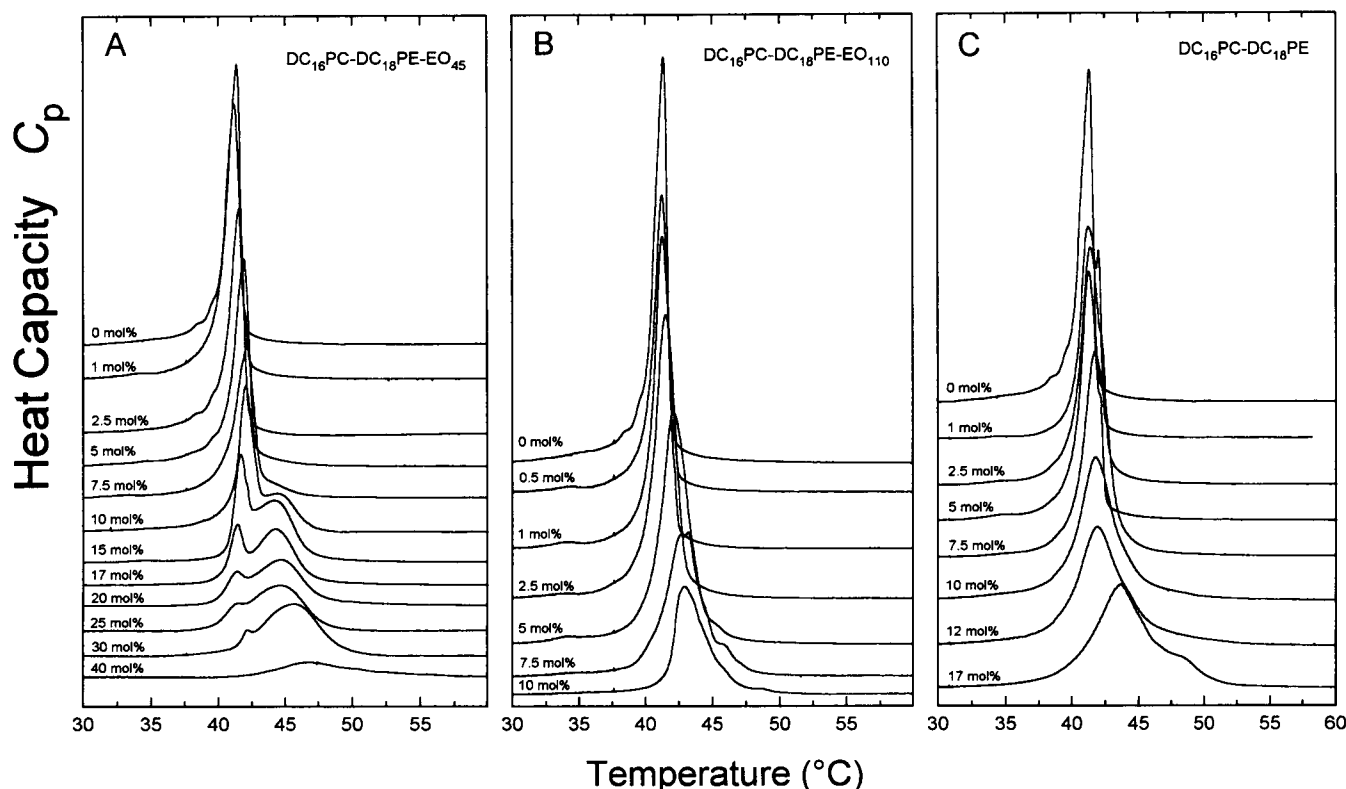 Heat Capacity Cp
A
DC16PC-DC18PE-EO45
0 mol%
1 mol%
2.5 mol%
5 mol%
7.5 mol%
10 mol%
15 mol%
17 mol%
20 mol%
25 mol%
30 mol%
40 mol%
30 35 40 45 50 55
B
DC16PC-DC18PE-EO110
0 mol%
0.5 mol%
1 mol%
2.5 mol%
5 mol%
7.5 mol%
10 mol%
30 35 40 45 50 55
C
DC16PC-DC18PE
0 mol%
1 mol%
2.5 mol%
5 mol%
7.5 mol%
10 mol%
12 mol%
17 mol%
30 35 40 45 50 55 60
Temperature (°C)